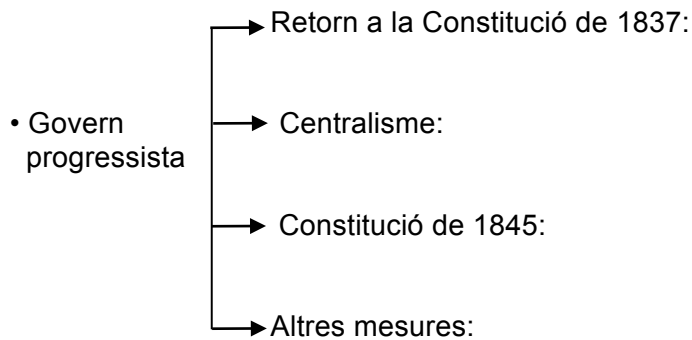 Retorn a la Constitució de 1837:
• Govern
progressista
Centralisme:
Constitució de 1845:
Altres mesures: